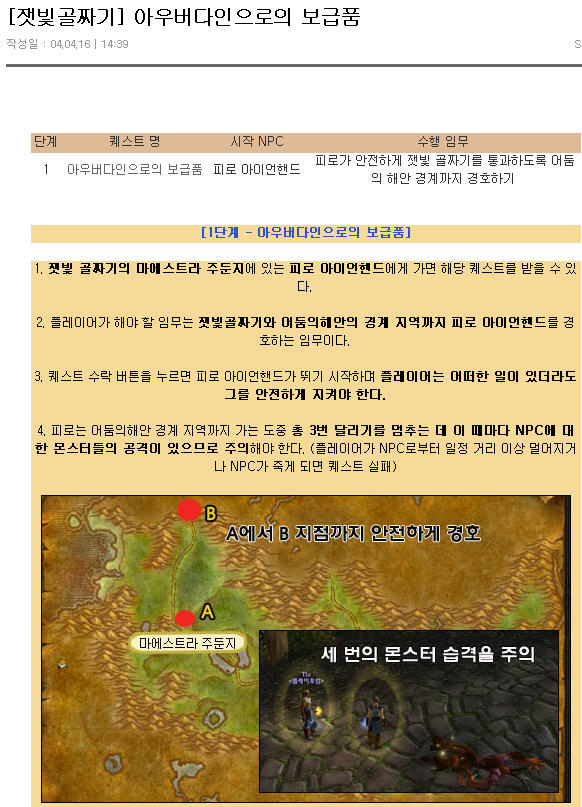 [잿빛골짜기] 아우버다인으로의 보급품
작성일 : 04.04.16 | 14:39
S
단계 퀘스트 명 시작 NPC 수행 임무
1 아우버다인으로의 보급품 피로 아이언핸드 피로가 안전하게 잿빛 골짜기를 통과하도록 어둠
의 해안 경계까지 경호하기
[1단계 - 아우버다인으로의 보급품]
1. 잿빛 골짜기의 마에스트라 주둔지에 있는 피로 아이언핸드에게 가면 해당 퀘스트를 받을 수 있
다.
2. 플레이어가 해야 할 임무는 잿빛골짜기와 어둠의해안의 경계 지역까지 피로 아이언핸드를 경
호하는 임무이다.
3. 퀘스트 수락 버튼을 누르면 피로 아이언핸드가 뛰기 시작하며 플레이어는 어떠한 일이 있더라도
그를 안전하게 지켜야 한다.
4. 피로는 어둠의해안 경계 지역까지 가는 도중 총 3번 달리기를 멈추는 데 이 때마다 NPC에 대
한 몬스터들의 공격이 있으므로 주의해야 한다. (플레이어가 NPC로부터 일정 거리 이상 멀어지거
나 NPC가 죽게 되면 퀘스트 실패)
B
A에서 B 지점까지 안전하게 경호
A
마에스트라 주둔지
세 번의 몬스터 습격을 주의